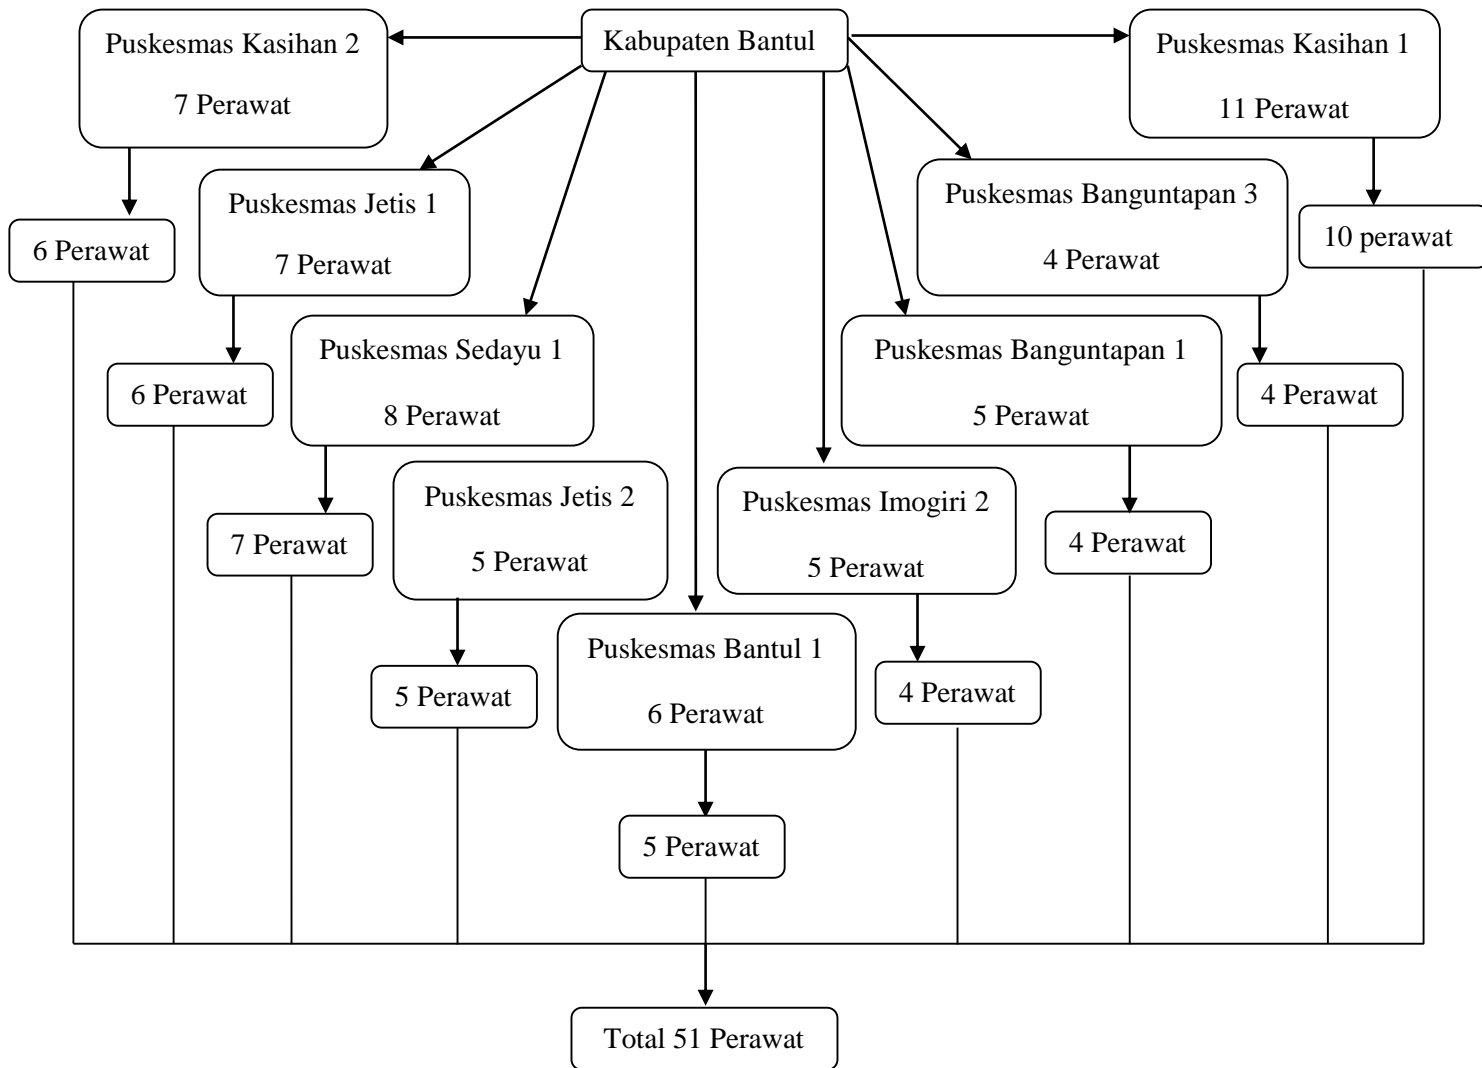 Puskesmas Kasihan 2
7 Perawat
Kabupaten Bantul
Puskesmas Kasihan 1
11 Perawat
6 Perawat
Puskesmas Jetis 1
7 Perawat
Puskesmas Banguntapan 3
4 Perawat
10 perawat
6 Perawat
Puskesmas Sedayu 1
8 Perawat
Puskesmas Banguntapan 1
5 Perawat
4 Perawat
7 Perawat
Puskesmas Jetis 2
5 Perawat
Puskesmas Imogiri 2
5 Perawat
4 Perawat
5 Perawat
Puskesmas Bantul 1
6 Perawat
4 Perawat
5 Perawat
Total 51 Perawat